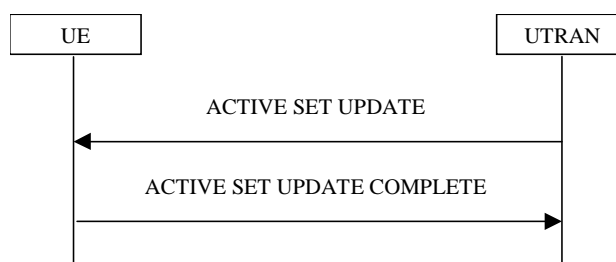 UE
UTRAN
ACTIVE SET UPDATE
ACTIVE SET UPDATE COMPLETE